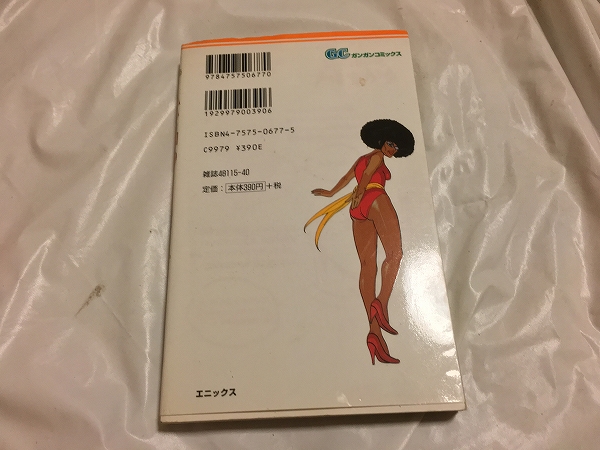 GC ガンガンコミックス
9784757506770
1929979003906
ISBN4-7575-0677-5
C9979 ¥390E
雑誌48115-40
定価：本体390円+税
エニックス